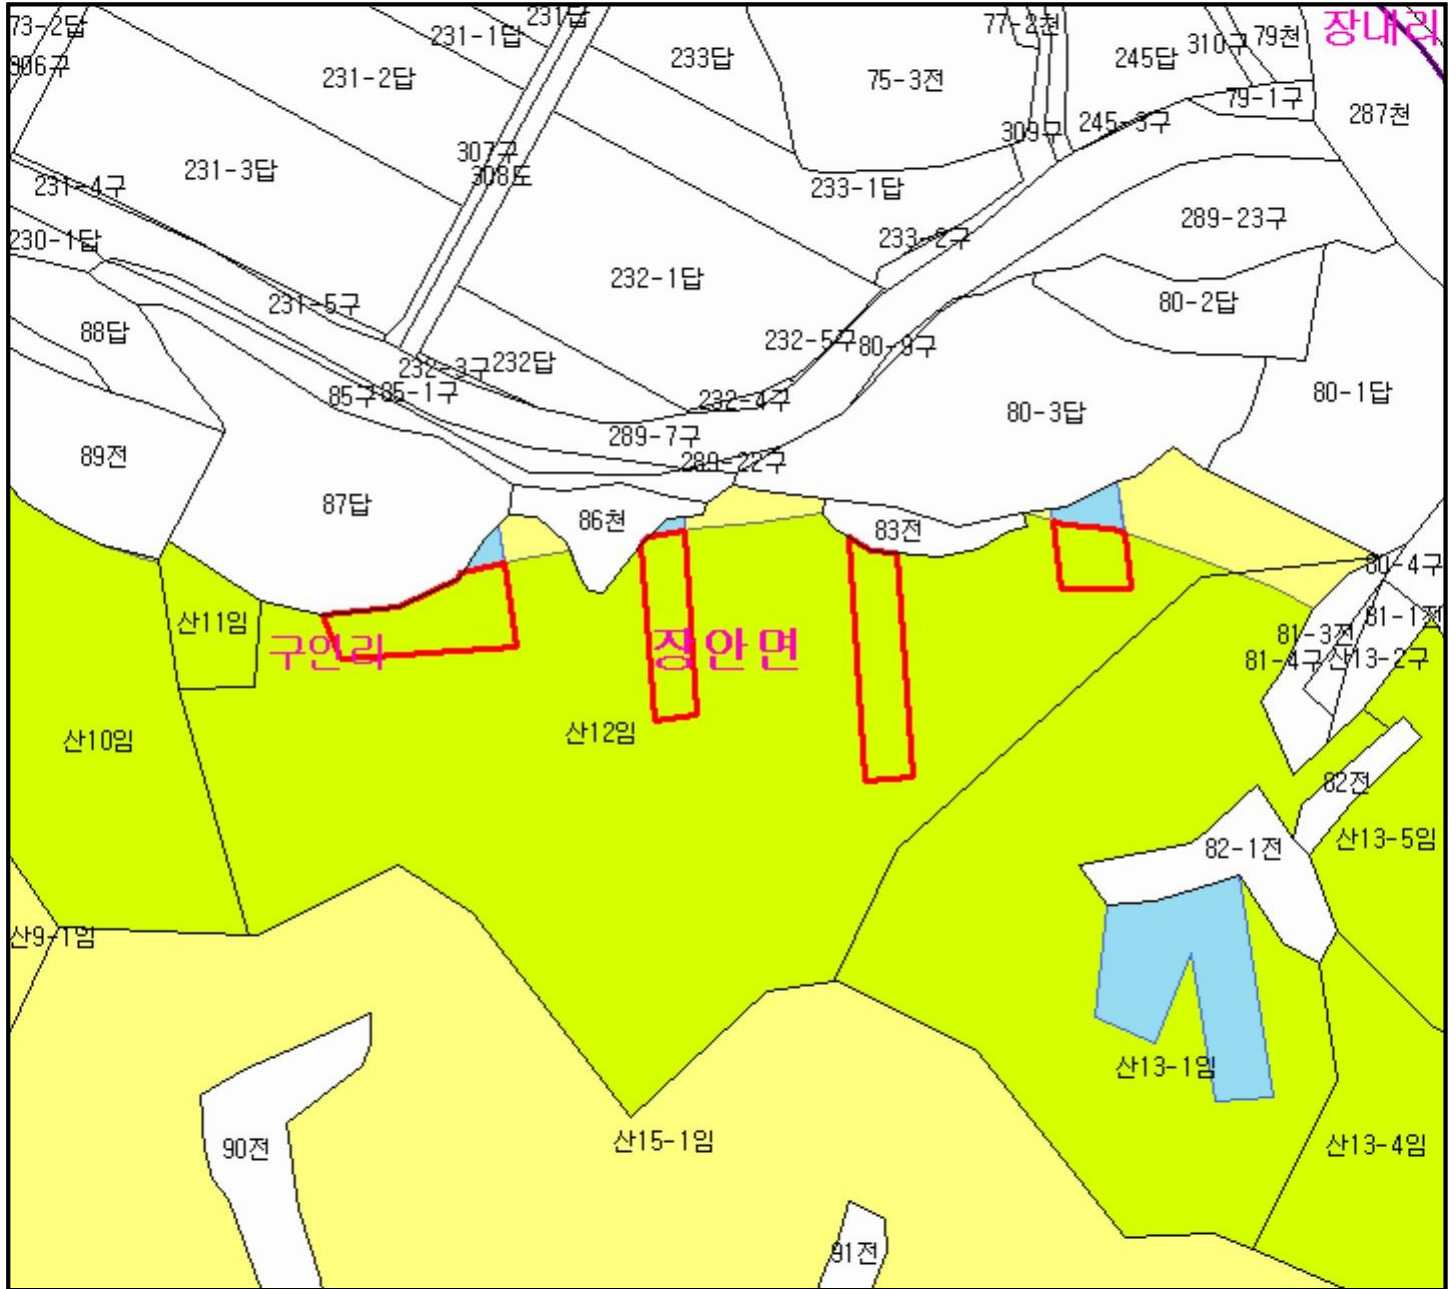 73-2답
231-1답
231답
77-2천
장내리
306구
231-2답
233답
75-3전
245답
310구
79천
79-1구
287천
309구
245-3구
307구
308도
231-4구
231-3답
233-1답
230-1답
233-2구
289-23구
232-1답
231-5구
80-2답
88답
232-5구
80-9구
232-3구
232답
85구
85-1구
232-4구
80-3답
80-1답
289-7구
289-22구
89전
87답
86천
83전
80-4구
산11임
81-1전
81-3전
구언리
장안면
81-4구
산13-2구
산10임
산12임
82전
산13-5임
82-1전
산9-1임
산13-1임
산15-1임
산13-4임
90전
91전